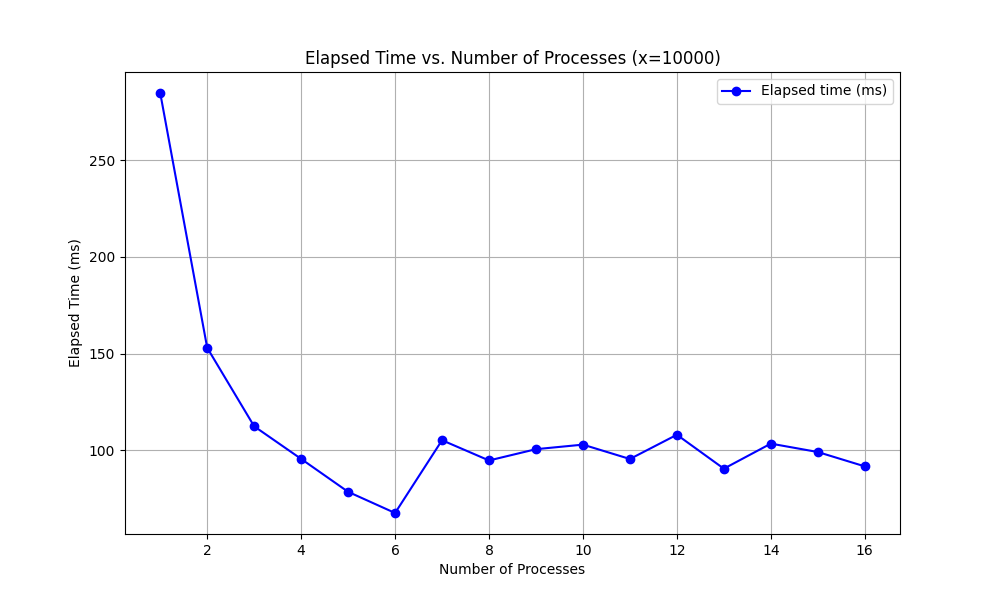 Elapsed Time vs. Number of Processes (x=10000)
Elapsed time (ms)
250
200
150
100
Elapsed Time (ms)
2 4 6 8 10 12 14 16
Number of Processes